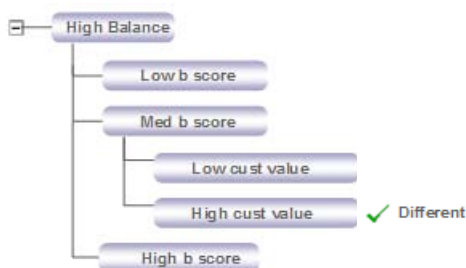 High Balance
Low b score
Med b score
Low cust value
High cust value Different
High b score